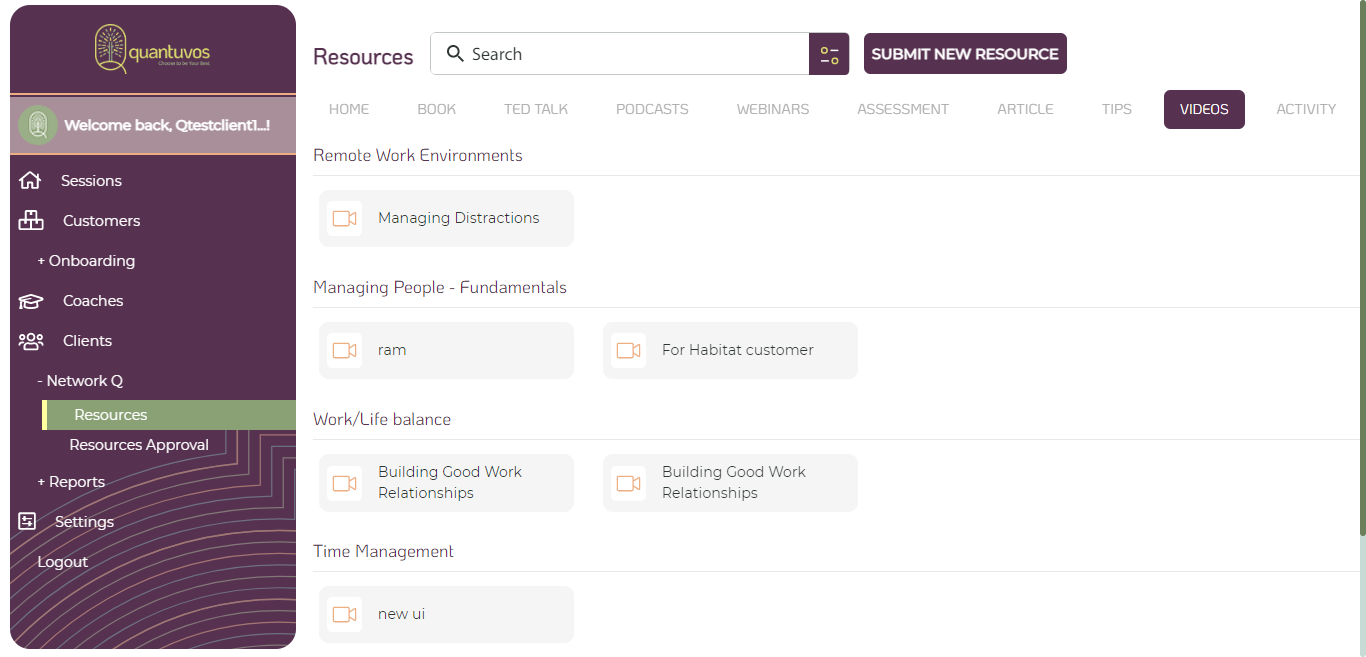 quantuvos
Choose to be Your Best
Welcome back, Qtestclient1...!
Sessions
Customers
+ Onboarding
Coaches
Clients
- Network Q
Resources
Resources Approval
+ Reports
Settings
Logout
Resources
Search
SUBMIT NEW RESOURCE
HOME BOOK TED TALK PODCASTS WEBINARS ASSESSMENT ARTICLE TIPS VIDEOS ACTIVITY
Remote Work Environments
Managing Distractions
Managing People - Fundamentals
ram
For Habitat customer
Work/Life balance
Building Good Work
Relationships
Building Good Work
Relationships
Time Management
new ui